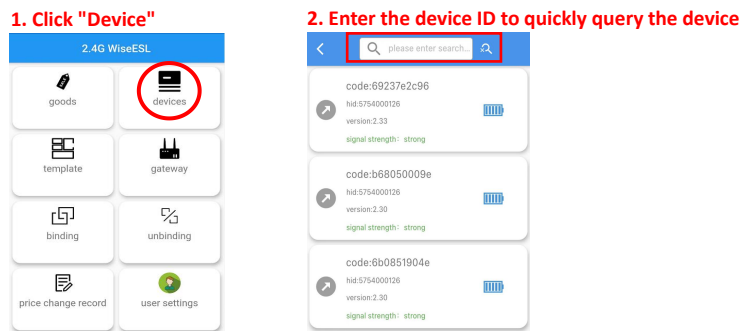 1. Click "Device"
2.4G WiseESL
goods
devices
template
gateway
binding
unbinding
price change record
user settings
2. Enter the device ID to quickly query the device
please enter search...
code:69237e2c96
hid:5754000126
version:2.33
signal strength: strong
code:b68050009e
hid:5754000126
version:2.30
signal strength: strong
code:6b0851904e
hid:5754000126
version:2.30
signal strength: strong